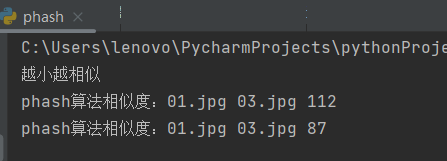 phash
C:\Users\lenovo\PycharmProjects\pythonProje
越小越相似
phash算法相似度：01.jpg 03.jpg 112
phash算法相似度：01.jpg 03.jpg 87